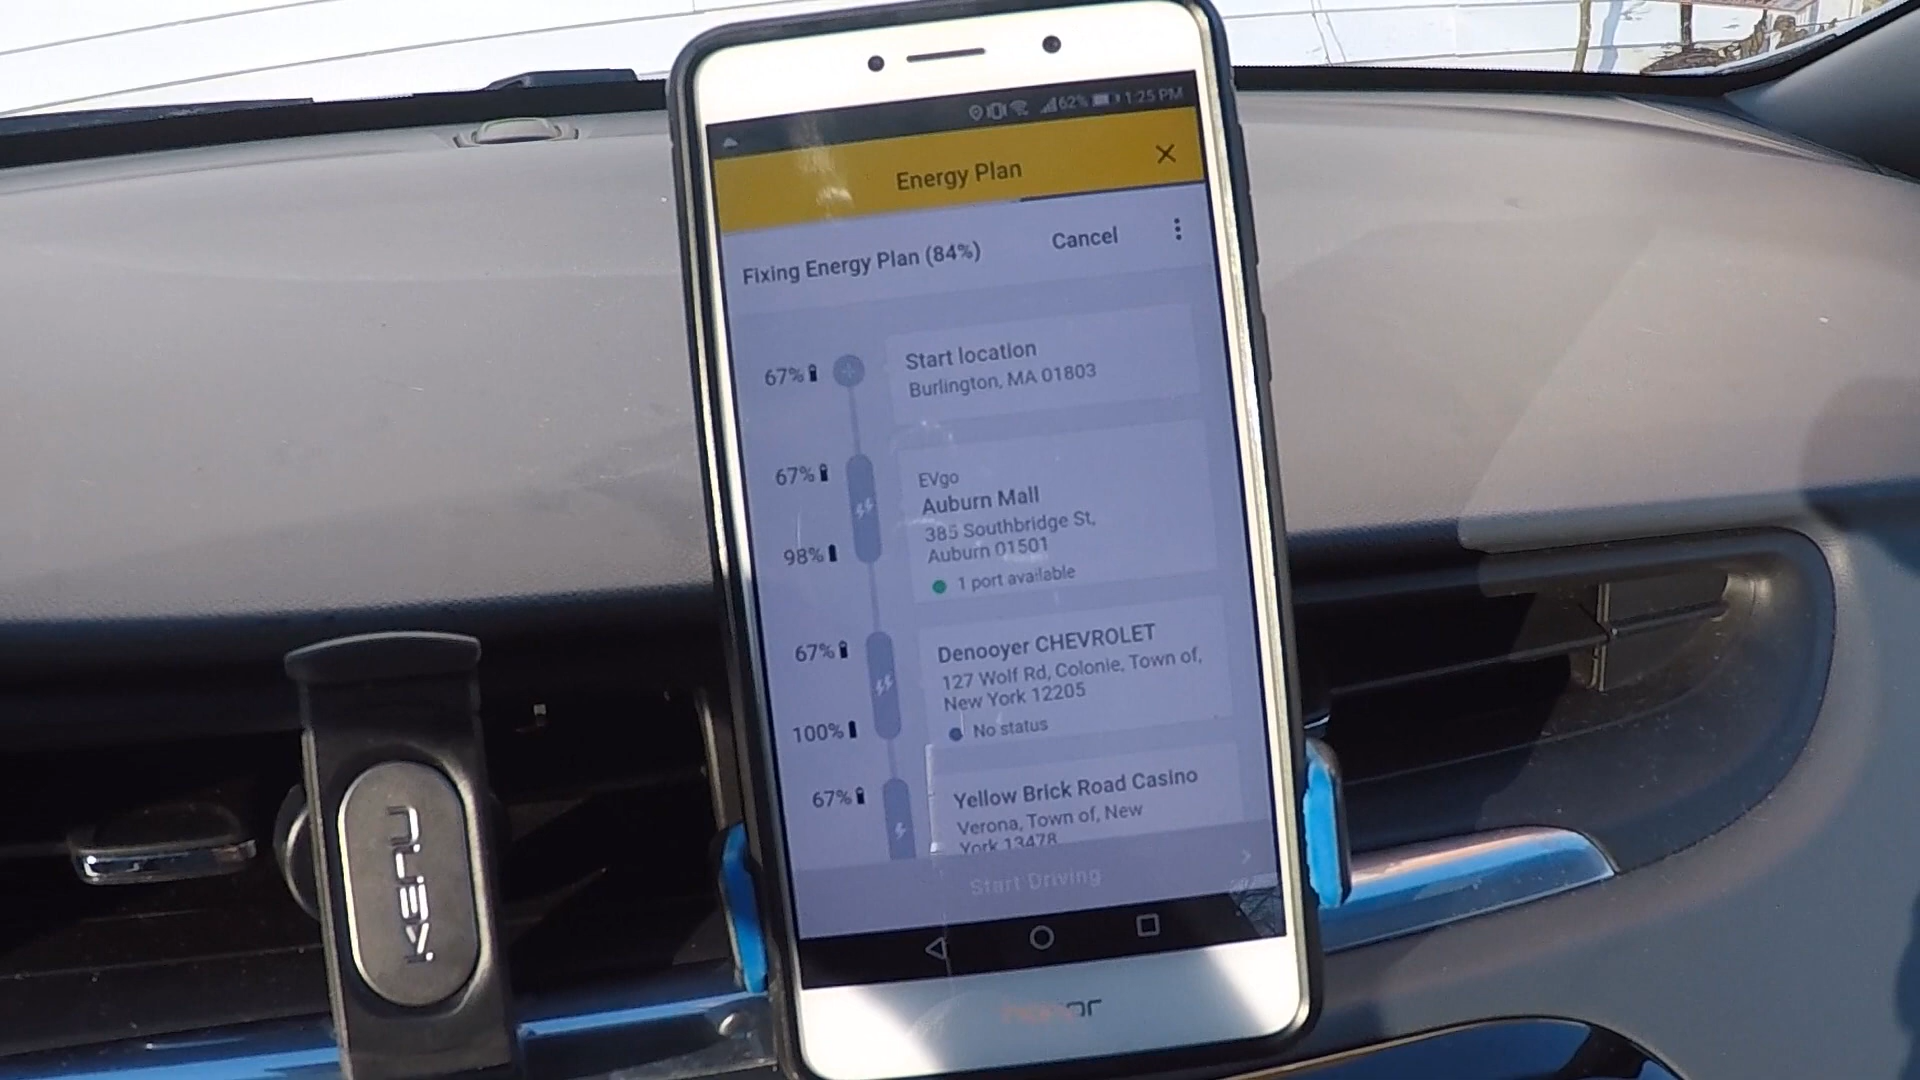 62% 1:25 PM
Energy Plan
Fixing Energy Plan (84%) Cancel
67% Start location
Burlington, MA 01803
67% EVgo
Auburn Mall
385 Southbridge St,
98% Auburn 01501
1 port available
67% Denooyer CHEVROLET
127 Wolf Rd, Colonie, Town of,
New York 12205
100% No status
67% Yellow Brick Road Casino
Verona, Town of, New
York 13478
Start Driving
honor
KENU